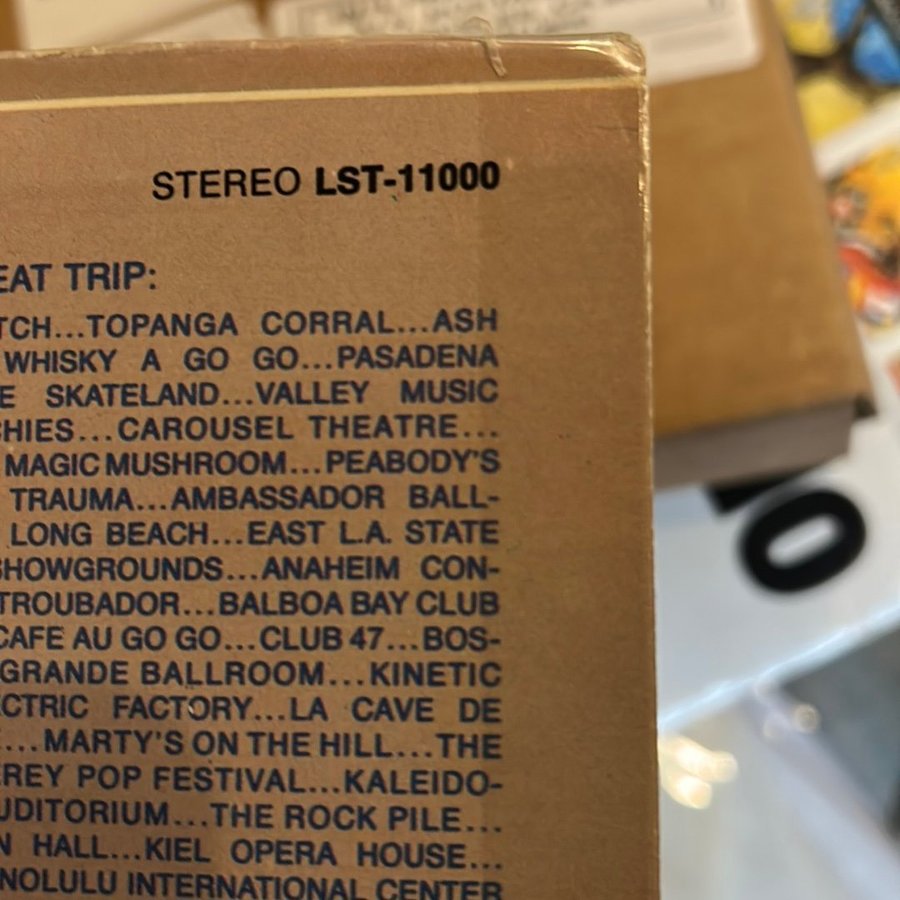 STEREO LST-11000
EAT TRIP:
TCH...TOPANGA CORRAL...ASH
WHISKY A GO GO...PASADENA
E SKATELAND...VALLEY MUSIC
CHIES...CAROUSEL THEATRE...
MAGIC MUSHROOM...PEABODY'S
TRAUMA...AMBASSADOR BALL-
LONG BEACH...EAST L.A. STATE
SHOWGROUNDS...ANAHEIM CON-
TROUBADOR...BALBOA BAY CLUB
CAFE AU GO GO...CLUB 47...BOS-
GRANDE BALLROOM...KINETIC
ECTRIC FACTORY...LA CAVE DE
...MARTY'S ON THE HILL...THE
EREY POP FESTIVAL...KALEIDO-
UDITORIUM...THE ROCK PILE...
N HALL...KIEL OPERA HOUSE...
NOLULU INTERNATIONAL CENTER
0